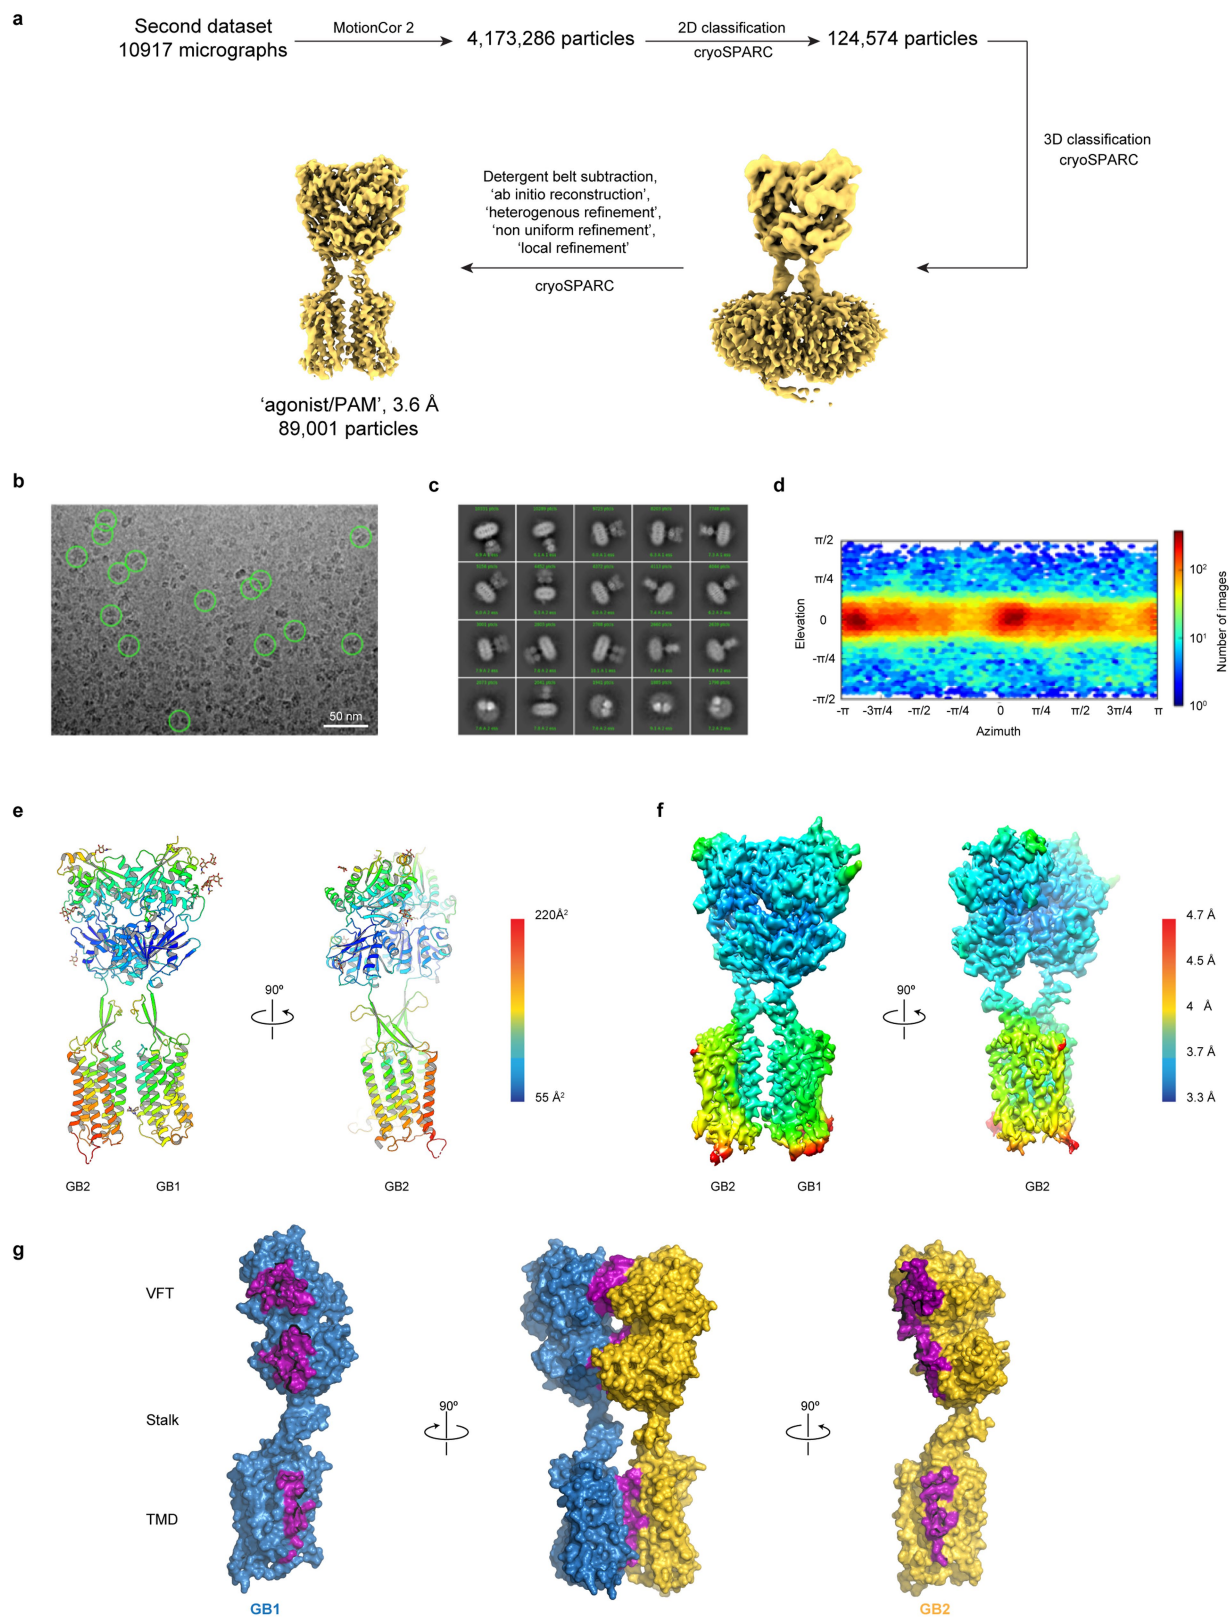 a
Second dataset
10917 micrographs
MotionCor 2
4,173,286 particles
2D classification
cryoSPARC
124,574 particles
3D classification
cryoSPARC
Detergent belt subtraction,
‘ab initio reconstruction’,
‘heterogenous refinement’,
‘non uniform refinement’,
‘local refinement’
cryoSPARC
‘agonist/PAM’, 3.6 Å
89,001 particles
b
50 nm
c
d
π/2
π/4
0
-π/4
-π/2
Elevation
-π -3π/4 -π/2 -π/4 0 π/4 π/2 3π/4 π
Azimuth
10²
10¹
10⁰
Number of images
e
90º
220Å²
55 Å²
GB2 GB1 GB2
f
90º
4.7 Å
4.5 Å
4 Å
3.7 Å
3.3 Å
GB2 GB1 GB2
g
VFT
Stalk
TMD
90º
90º
GB1
GB2